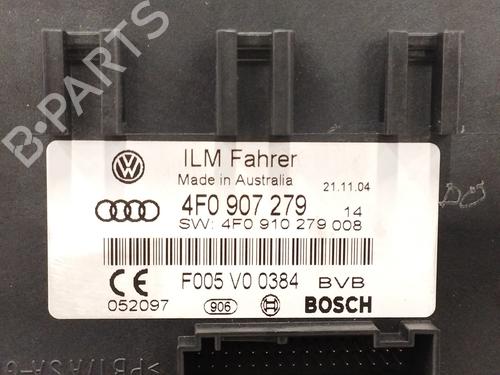 B-PARTS
ILM Fahrer
Made in Australia
21.11.04
4F0 907 279 14
SW: 4F0 910 279 008
F005 V0 0384 BVB
CE
052097 906 BOSCH